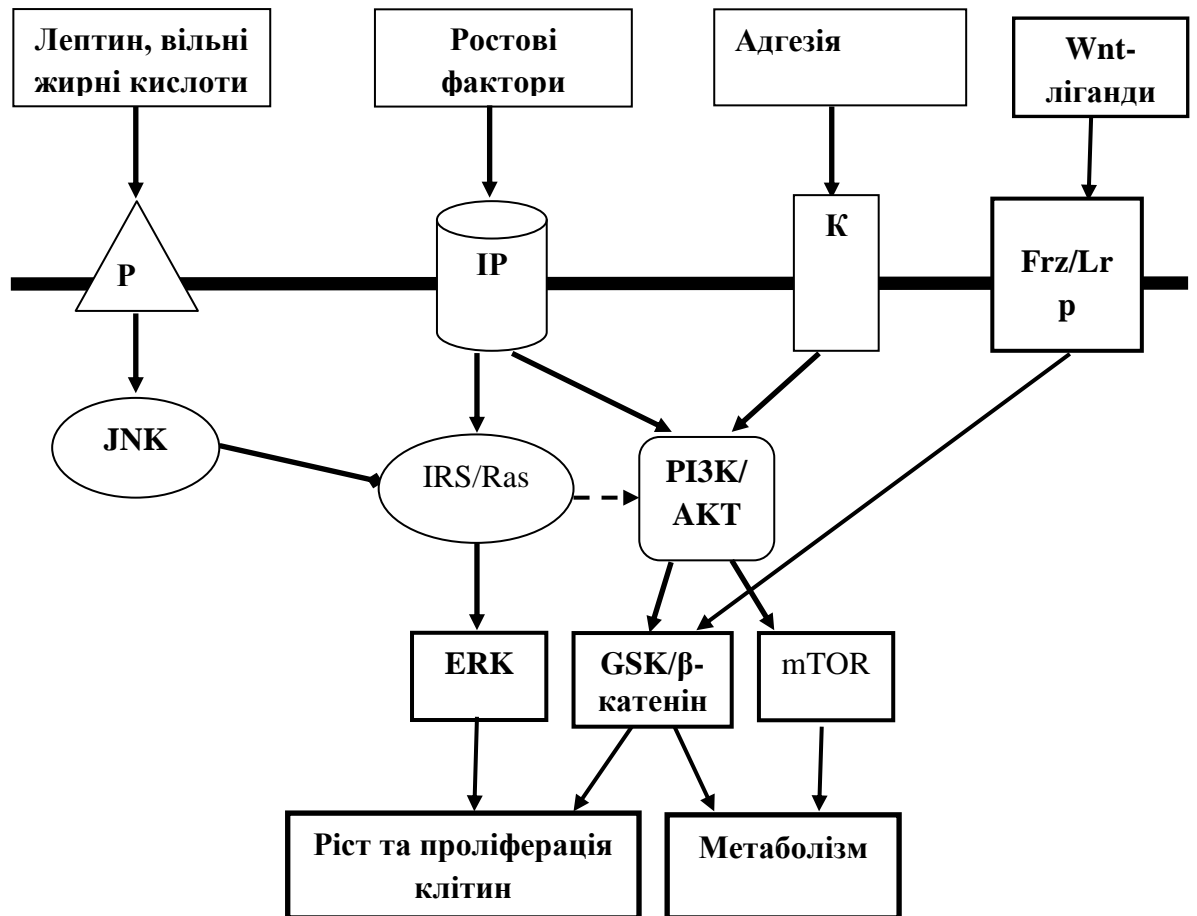 Лептин, вільні
жирні кислоти
Ростові
фактори
Адгезія
Wnt-
ліганди
Р
ІР
К
Frz/Lr
p
JNK
IRS/Ras
PI3K/
AKT
ERK
GSK/β-
катенін
mTOR
Ріст та проліферація
клітин
Метаболізм